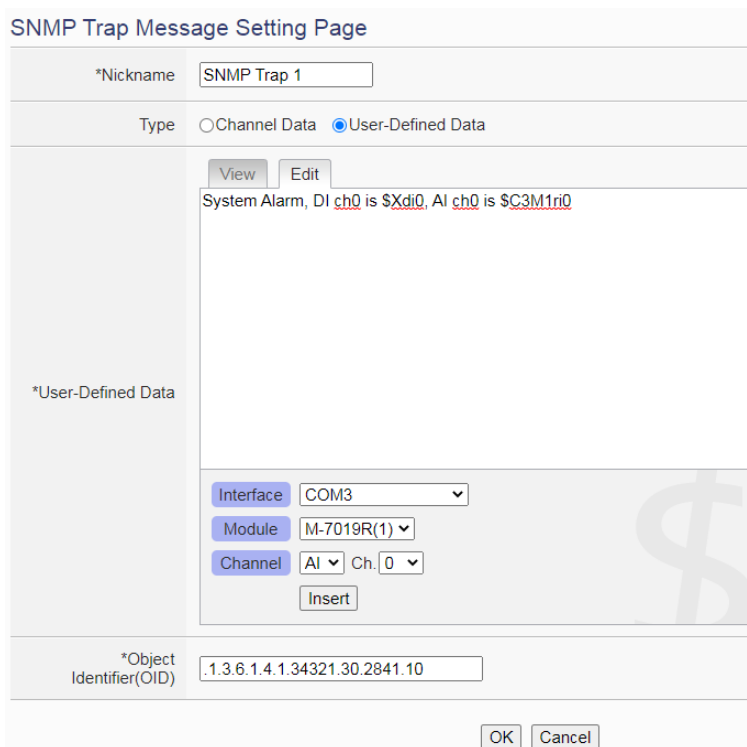 SNMP Trap Message Setting Page
*Nickname SNMP Trap 1
Type Channel Data User-Defined Data
View Edit
System Alarm, DI ch0 is $Xdi0, AI ch0 is $C3M1ri0
*User-Defined Data
Interface COM3
Module M-7019R(1)
Channel AI Ch. 0
Insert
$
*Object
Identifier(OID) .1.3.6.1.4.1.34321.30.2841.10
OK Cancel